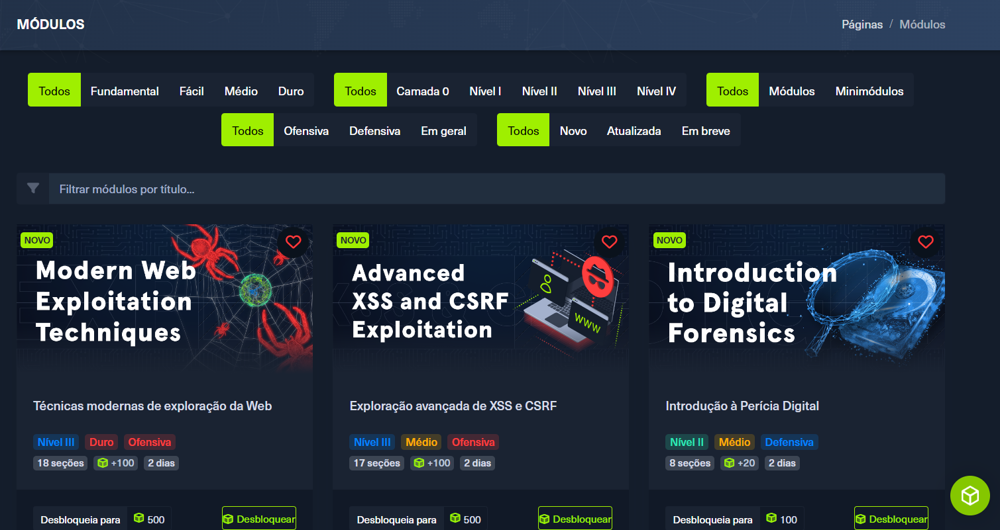 MÓDULOS
Páginas / Módulos
Todos Fundamental Fácil Médio Duro
Todos Camada 0 Nível I Nível II Nível III Nível IV
Todos Módulos Minimódulos
Todos Ofensiva Defensiva Em geral
Todos Novo Atualizada Em breve
Filtrar módulos por título...
NOVO
Modern Web
Exploitation
Techniques
Técnicas modernas de exploração da Web
Nível III Duro Ofensiva
18 seções +100 2 dias
Desbloqueia para 500 Desbloquear
NOVO
Advanced
XSS and CSRF
Exploitation
WWW
Exploração avançada de XSS e CSRF
Nível III Médio Ofensiva
17 seções +100 2 dias
Desbloqueia para 500 Desbloquear
NOVO
Introduction
to Digital
Forensics
Introdução à Perícia Digital
Nível II Médio Defensiva
8 seções +20 2 dias
Desbloqueia para 100 Desbloquear